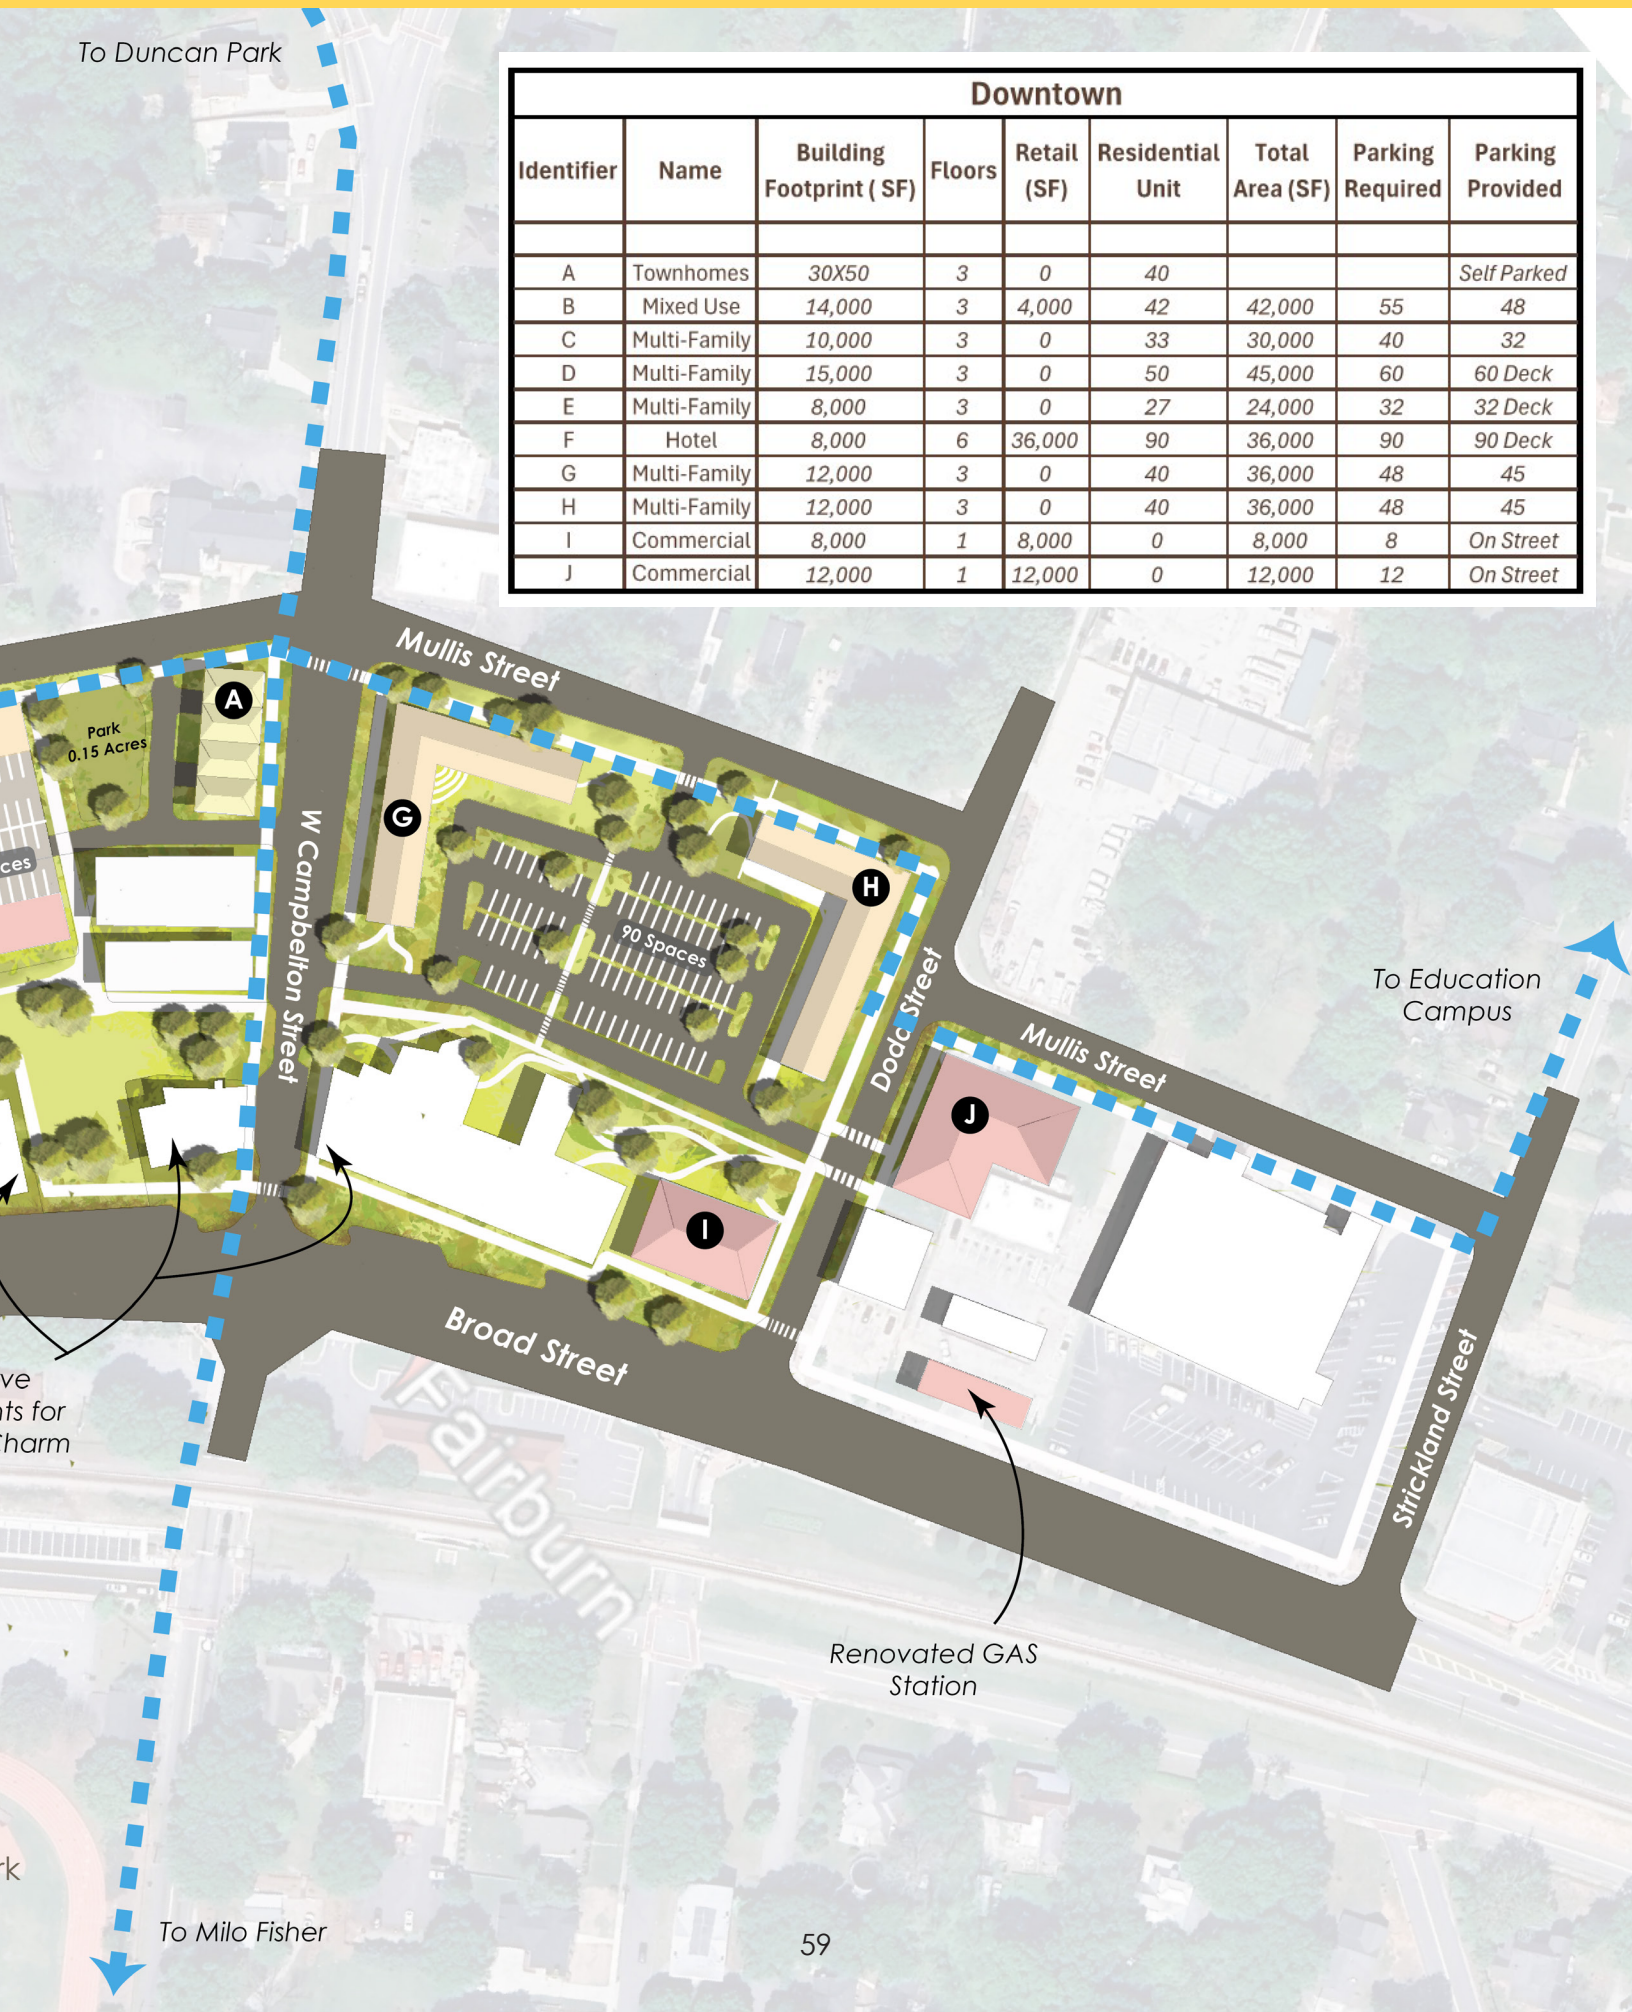 To Duncan Park
Downtown
Identifier Name Building Footprint ( SF) Floors Retail (SF) Residential Unit Total Area (SF) Parking Required Parking Provided
A Townhomes 30X50 3 0 40 Self Parked
B Mixed Use 14,000 3 4,000 42 42,000 55 48
C Multi-Family 10,000 3 0 33 30,000 40 32
D Multi-Family 15,000 3 0 50 45,000 60 60 Deck
E Multi-Family 8,000 3 0 27 24,000 32 32 Deck
F Hotel 8,000 6 36,000 90 36,000 90 90 Deck
G Multi-Family 12,000 3 0 40 36,000 48 45
H Multi-Family 12,000 3 0 40 36,000 48 45
I Commercial 8,000 1 8,000 0 8,000 8 On Street
J Commercial 12,000 1 12,000 0 12,000 12 On Street
Mullis Street
A
Park
0.15 Acres
G
W Campbelton Street
ces
H
90 Spaces
Dodd Street
To Education
Campus
Mullis Street
J
I
Broad Street
Strickland Street
ve
nts for
Charm
Fairburn
Renovated GAS
Station
rk
To Milo Fisher
59